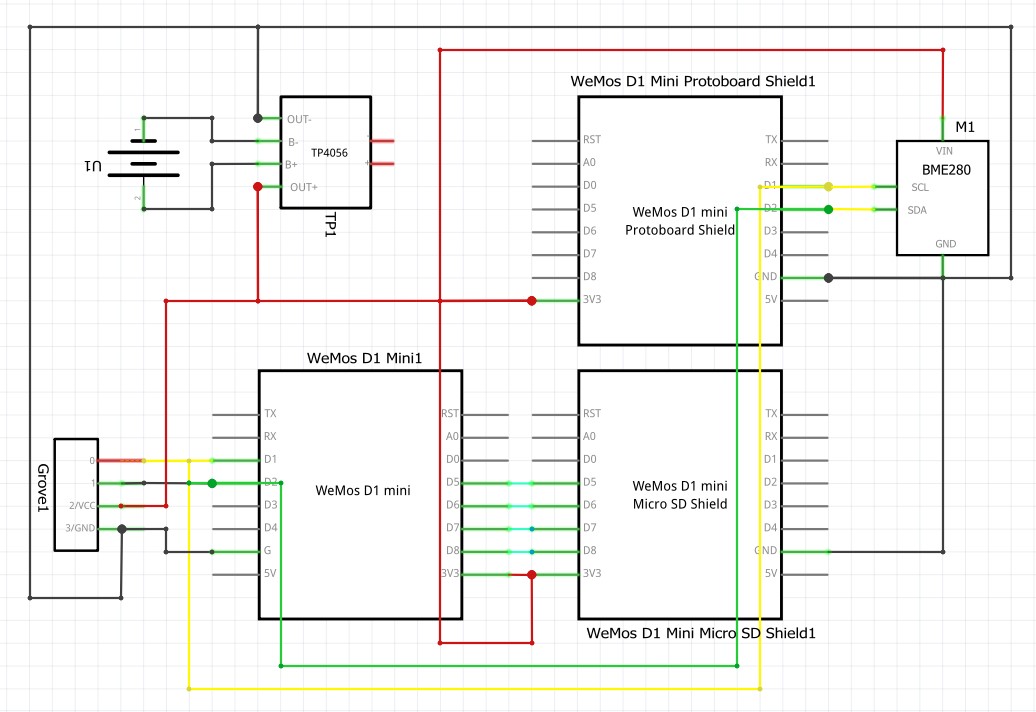 WeMos D1 Mini Protoboard Shield1
RST
A0
D0
D5
D6
D7
D8
3V3
WeMos D1 mini
Protoboard Shield
TX
RX
D1
D2
D3
D4
GND
5V
M1
VIN
BME280
SCL
SDA
GND
U1
1
2
OUT-
B-
B+
OUT+
TP4056
-
+
TP1
WeMos D1 Mini1
TX
RX
D1
D2
D3
D4
G
5V
WeMos D1 mini
RST
A0
D0
D5
D6
D7
D8
3V3
RST
A0
D0
D5
D6
D7
D8
3V3
WeMos D1 mini
Micro SD Shield
TX
RX
D1
D2
D3
D4
GND
5V
WeMos D1 Mini Micro SD Shield1
Grove1
0
1
2/VCC
3/GND